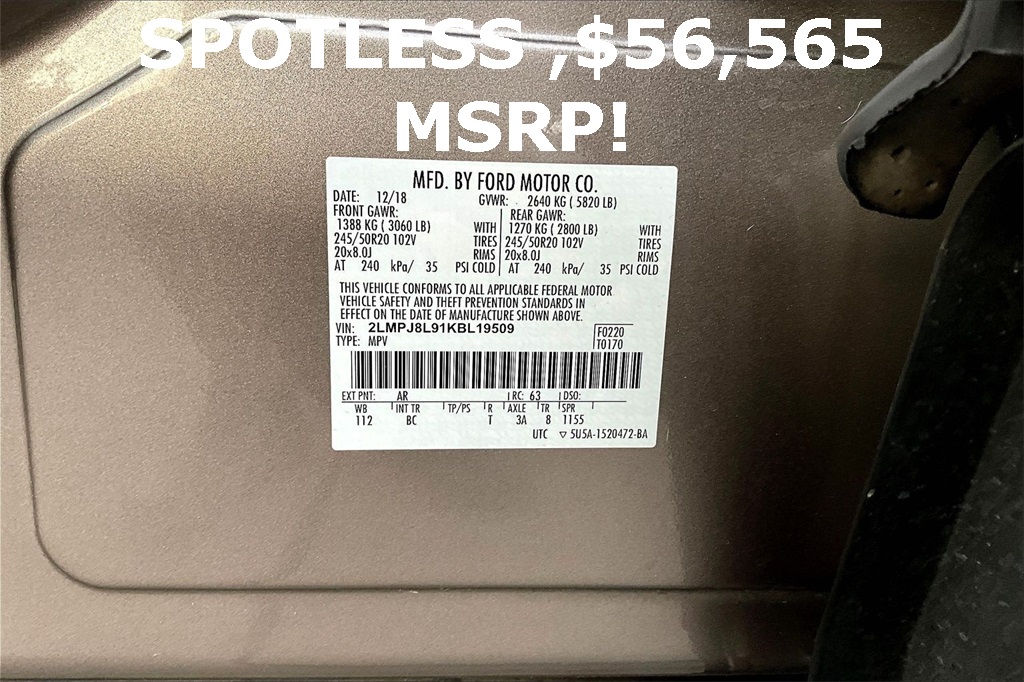 SPOTLESS ,$56,565
MSRP!
MFD. BY FORD MOTOR CO.
DATE: 12/18 GVWR: 2640 KG ( 5820 LB)
FRONT GAWR: REAR GAWR:
1388 KG ( 3060 LB) WITH 1270 KG ( 2800 LB) WITH
245/50R20 102V TIRES 245/50R20 102V TIRES
20x8.0J RIMS 20x8.0J RIMS
AT 240 kPa/ 35 PSI COLD AT 240 kPa/ 35 PSI COLD
THIS VEHICLE CONFORMS TO ALL APPLICABLE FEDERAL MOTOR
VEHICLE SAFETY AND THEFT PREVENTION STANDARDS IN
EFFECT ON THE DATE OF MANUFACTURE SHOWN ABOVE.
VIN: 2LMPJ8L91KBL19509 F0220
TYPE: MPV T0170
EXT PNT: AR RC: 63 DSO:
WB INT TR TP/PS R AXLE TR SPR
112 BC T 3A 8 1155
UTC ▽ 5U5A-1520472-BA